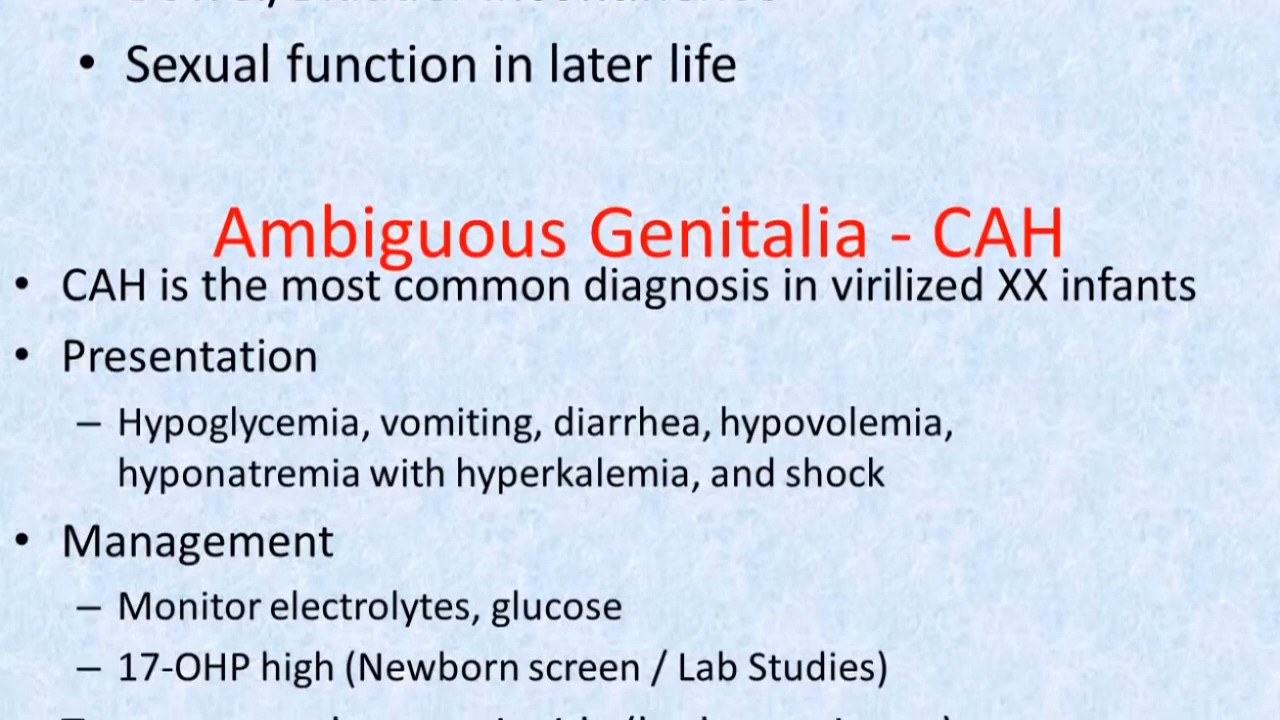 • Sexual function in later life
Ambiguous Genitalia - CAH
• CAH is the most common diagnosis in virilized XX infants
• Presentation
– Hypoglycemia, vomiting, diarrhea, hypovolemia,
hyponatremia with hyperkalemia, and shock
• Management
– Monitor electrolytes, glucose
– 17-OHP high (Newborn screen / Lab Studies)